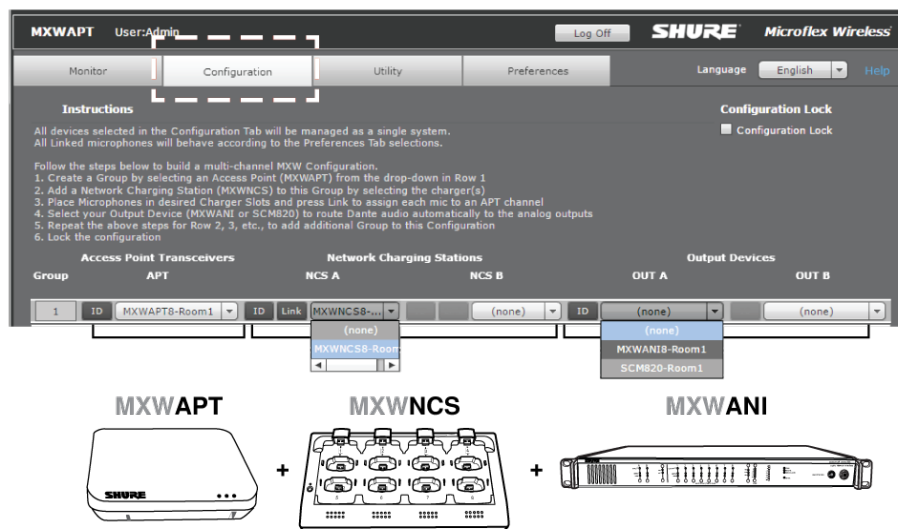 MXWAPT User:Admin Log Off SHURE Microflex Wireless
Monitor Configuration Utility Preferences Language English Help
Instructions Configuration Lock
All devices selected in the Configuration Tab will be managed as a single system. Configuration Lock
All Linked microphones will behave according to the Preferences Tab selections.
Follow the steps below to build a multi-channel MXW Configuration.
1. Create a Group by selecting an Access Point (MXWAPT) from the drop-down in Row 1
2. Add a Network Charging Station (MXWNCS) to this Group by selecting the charger(s)
3. Place Microphones in desired Charger Slots and press Link to assign each mic to an APT channel
4. Select your Output Device (MXWANI or SCM820) to route Dante audio automatically to the analog outputs
5. Repeat the above steps for Row 2, 3, etc., to add additional Group to this Configuration
6. Lock the configuration
Access Point Transceivers Network Charging Stations Output Devices
Group APT NCS A NCS B OUT A OUT B
1 ID MXWAPT8-Room1 ID Link MXWNCS8-... (none) ID (none) (none)
(none) (none)
MXWNCS8-Room MXWANI8-Room1
SCM820-Room1
MXWAPT MXWNCS MXWANI
+ +
SHURE